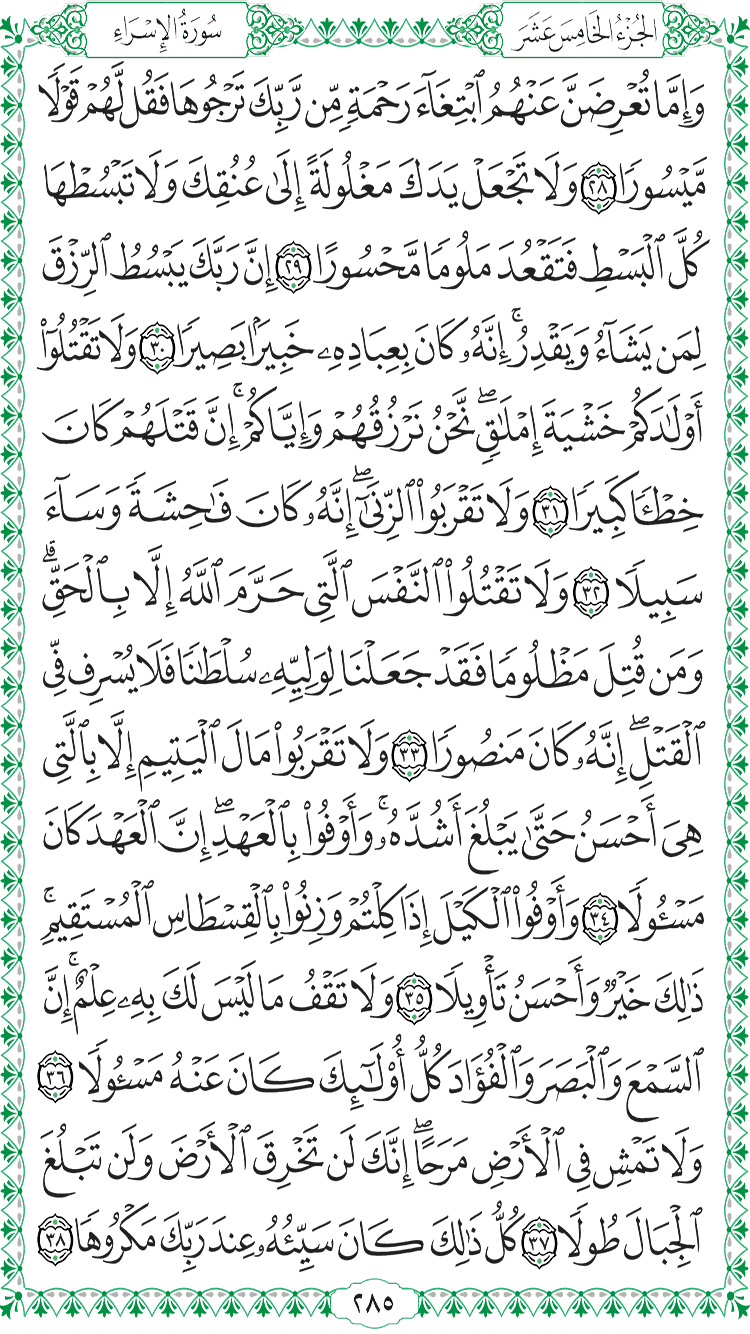 الجُزْءُ الخَامِسَ عَشَرَ
سُورَةُ الإِسْرَاءِ
وَإِمَّا تُعْرِضَنَّ عَنْهُمُ ٱبْتِغَآءَ رَحْمَةٖ مِّن رَّبِّكَ تَرْجُوهَا فَقُل لَّهُمْ قَوْلٗا
مَّيْسُورٗا ٢٨ وَلَا تَجْعَلْ يَدَكَ مَغْلُولَةً إِلَىٰ عُنُقِكَ وَلَا تَبْسُطْهَا
كُلَّ ٱلْبَسْطِ فَتَقْعُدَ مَلُومٗا مَّحْسُورًا ٢٩ إِنَّ رَبَّكَ يَبْسُطُ ٱلرِّزْقَ
لِمَن يَشَآءُ وَيَقْدِرُۚ إِنَّهُۥ كَانَ بِعِبَادِهِۦ خَبِيرَۢا بَصِيرٗا ٣٠ وَلَا تَقْتُلُوٓاْ
أَوْلَٰدَكُمْ خَشْيَةَ إِمْلَٰقٖۖ نَّحْنُ نَرْزُقُهُمْ وَإِيَّاكُمْۚ إِنَّ قَتْلَهُمْ كَانَ
خِطْـٔٗا كَبِيرٗا ٣١ وَلَا تَقْرَبُواْ ٱلزِّنَىٰٓۖ إِنَّهُۥ كَانَ فَٰحِشَةٗ وَسَآءَ
سَبِيلٗا ٣٢ وَلَا تَقْتُلُواْ ٱلنَّفْسَ ٱلَّتِي حَرَّمَ ٱللَّهُ إِلَّا بِٱلْحَقِّۗ
وَمَن قُتِلَ مَظْلُومٗا فَقَدْ جَعَلْنَا لِوَلِيِّهِۦ سُلْطَٰنٗا فَلَا يُسْرِف فِّي
ٱلْقَتْلِۖ إِنَّهُۥ كَانَ مَنصُورٗا ٣٣ وَلَا تَقْرَبُواْ مَالَ ٱلْيَتِيمِ إِلَّا بِٱلَّتِي
هِيَ أَحْسَنُ حَتَّىٰ يَبْلُغَ أَشُدَّهُۥۚ وَأَوْفُواْ بِٱلْعَهْدِۖ إِنَّ ٱلْعَهْدَ كَانَ
مَسْـُٔولٗا ٣٤ وَأَوْفُواْ ٱلْكَيْلَ إِذَا كِلْتُمْ وَزِنُواْ بِٱلْقِسْطَاسِ ٱلْمُسْتَقِيمِۚ
ذَٰلِكَ خَيْرٞ وَأَحْسَنُ تَأْوِيلٗا ٣٥ وَلَا تَقْفُ مَا لَيْسَ لَكَ بِهِۦ عِلْمٌۚ إِنَّ
ٱلسَّمْعَ وَٱلْبَصَرَ وَٱلْفُؤَادَ كُلُّ أُوْلَٰٓئِكَ كَانَ عَنْهُ مَسْـُٔولٗا ٣٦
وَلَا تَمْشِ فِي ٱلْأَرْضِ مَرَحًاۖ إِنَّكَ لَن تَخْرِقَ ٱلْأَرْضَ وَلَن تَبْلُغَ
ٱلْجِبَالَ طُولٗا ٣٧ كُلُّ ذَٰلِكَ كَانَ سَيِّئُهُۥ عِندَ رَبِّكَ مَكْرُوهٗا ٣٨
٢٨٥